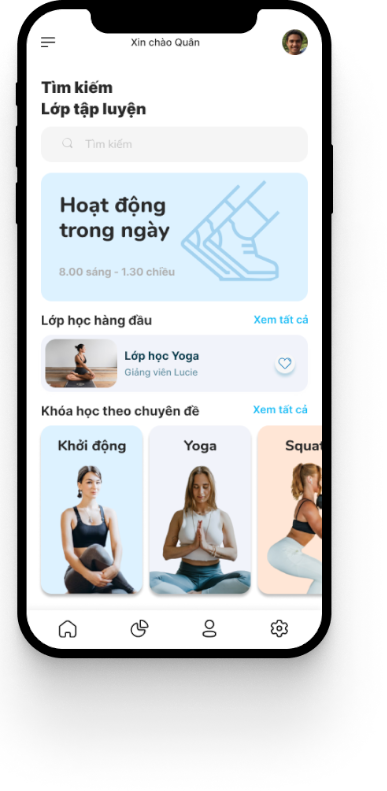 Xin chào Quân
Tìm kiếm
Lớp tập luyện
Tìm kiếm
Hoạt động
trong ngày
8.00 sáng - 1.30 chiều
Lớp học hàng đầu
Xem tất cả
Lớp học Yoga
Giảng viên Lucie
Khóa học theo chuyên đề
Xem tất cả
Khởi động
Yoga
Squat